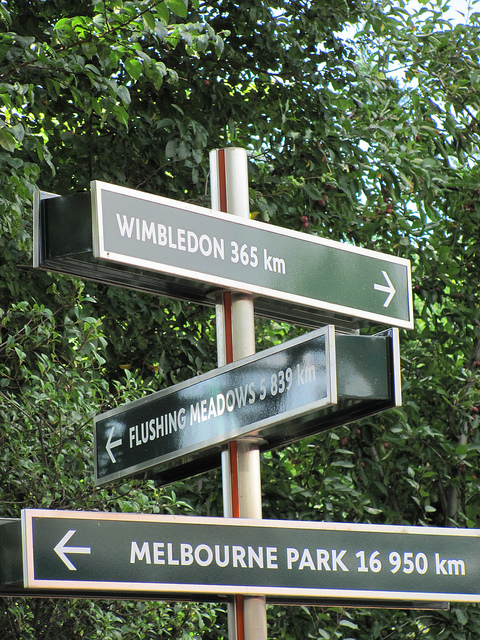 WIMBLEDON 365 km →
← FLUSHING MEADOWS 5 839 km
← MELBOURNE PARK 16 950 km